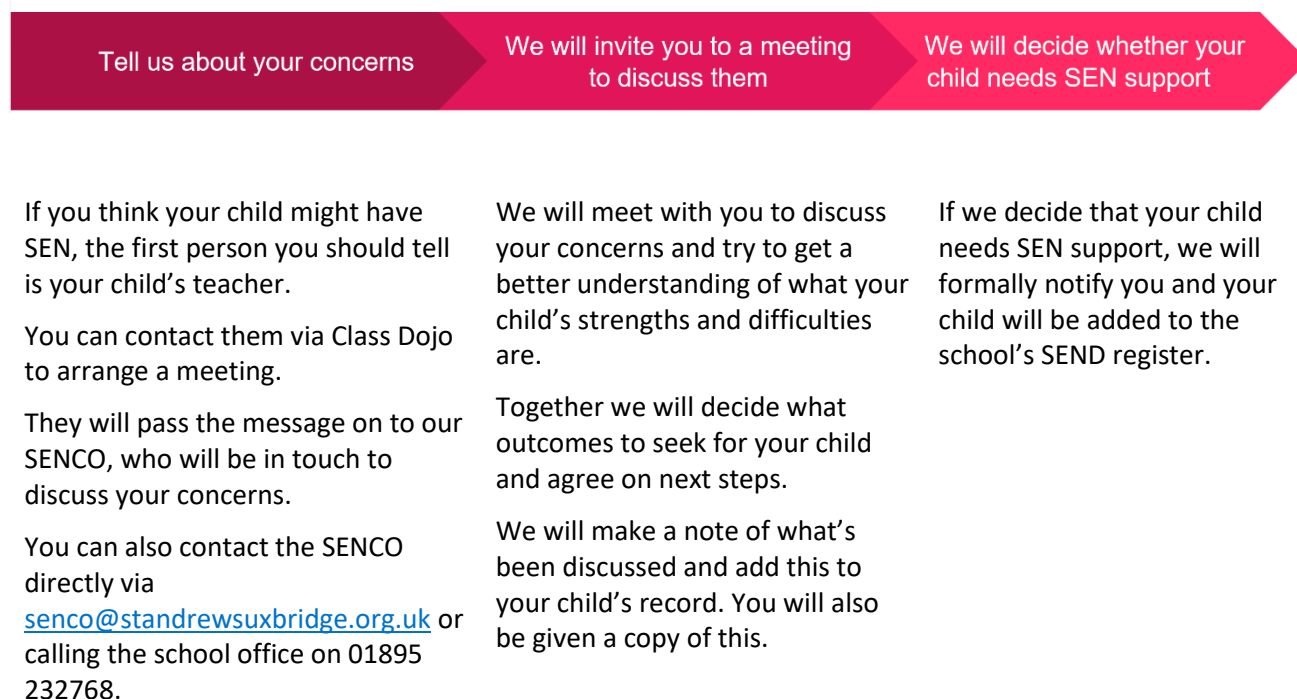 Tell us about your concerns
We will invite you to a meeting
to discuss them
We will decide whether your
child needs SEN support
If you think your child might have
SEN, the first person you should tell
is your child’s teacher.
You can contact them via Class Dojo
to arrange a meeting.
They will pass the message on to our
SENCO, who will be in touch to
discuss your concerns.
You can also contact the SENCO
directly via
senco@standrewsuxbridge.org.uk or
calling the school office on 01895
232768.
We will meet with you to discuss
your concerns and try to get a
better understanding of what your
child’s strengths and difficulties
are.
Together we will decide what
outcomes to seek for your child
and agree on next steps.
We will make a note of what’s
been discussed and add this to
your child’s record. You will also
be given a copy of this.
If we decide that your child
needs SEN support, we will
formally notify you and your
child will be added to the
school’s SEND register.